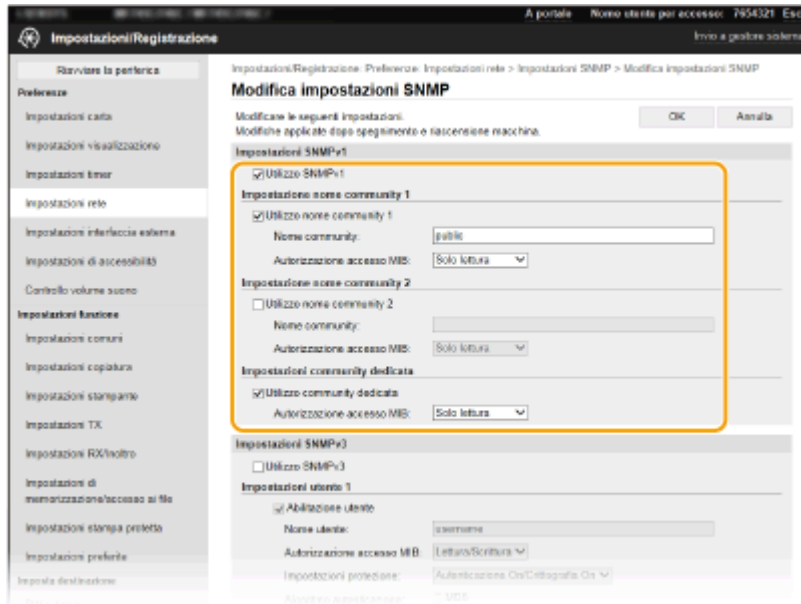 A portale Nome utente per accesso: 7654321
Impostazioni/Registrazione
Invio a gestore sistema
Riavviare la periferica
Preferenze
Impostazioni carta
Impostazioni visualizzazione
Impostazioni timer
Impostazioni rete
Impostazioni interfaccia esterna
Impostazioni di accessibilità
Controllo volume suono
Impostazioni funzione
Impostazioni comuni
Impostazioni copiatura
Impostazioni stampante
Impostazioni TX
Impostazioni RX/Inoltro
Impostazioni di
memorizzazione/accesso ai file
Impostazioni stampa protetta
Impostazioni preferite
Imposta destinazione
Impostazioni/Registrazione: Preferenze: Impostazioni rete > Impostazioni SNMP > Modifica impostazioni SNMP
Modifica impostazioni SNMP
Modificare le seguenti impostazioni.
Modifiche applicate dopo spegnimento e riascensione macchina.
OK Annulla
Impostazioni SNMPv1
Utilizzo SNMPv1
Impostazione nome community 1
Utilizzo nome community 1
Nome community: public
Autorizzazione accesso MIB: Solo lettura
Impostazione nome community 2
Utilizzo nome community 2
Nome community:
Autorizzazione accesso MIB: Solo lettura
Impostazioni community dedicata
Utilizzo community dedicata
Autorizzazione accesso MIB: Solo lettura
Impostazioni SNMPv3
Utilizzo SNMPv3
Impostazioni utente 1
Abilitazione utente
Nome utente: username
Autorizzazione accesso MIB: Lettura/Scrittura
Impostazioni protezione: Autenticazione On/Crittografia On